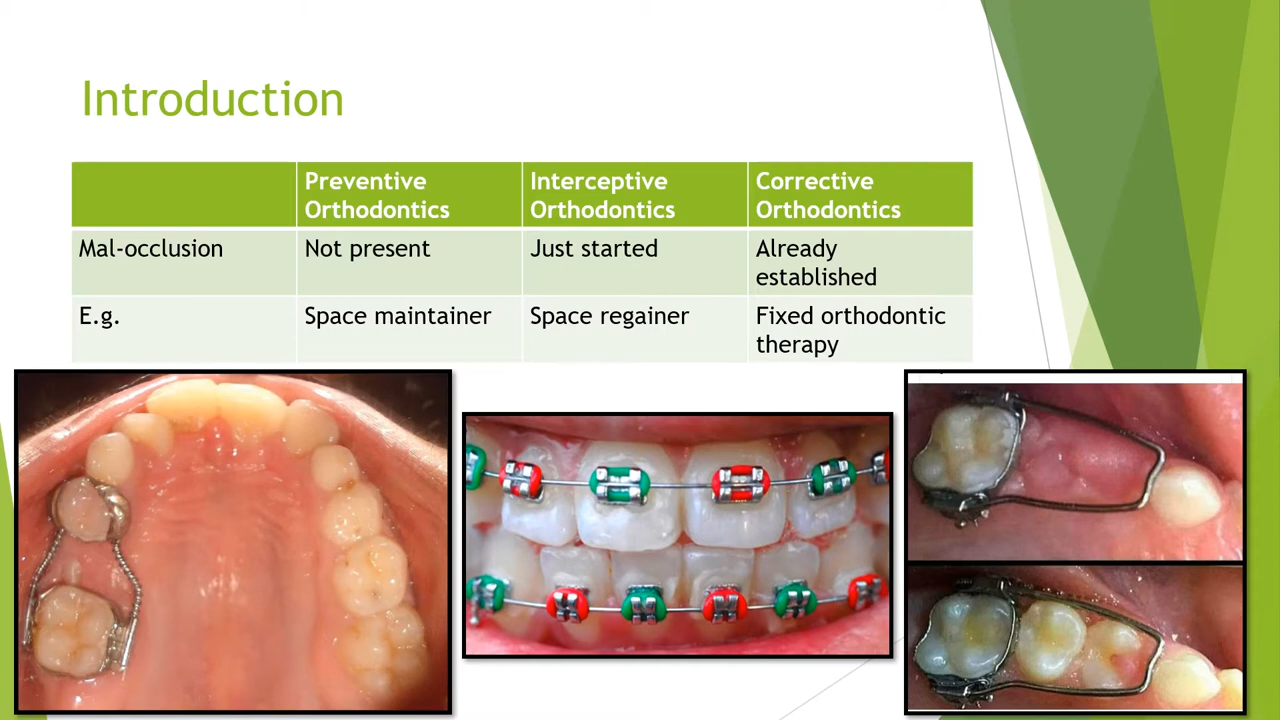 Introduction
Preventive Orthodontics
Interceptive Orthodontics
Corrective Orthodontics
Mal-occlusion
Not present
Just started
Already established
E.g.
Space maintainer
Space regainer
Fixed orthodontic therapy